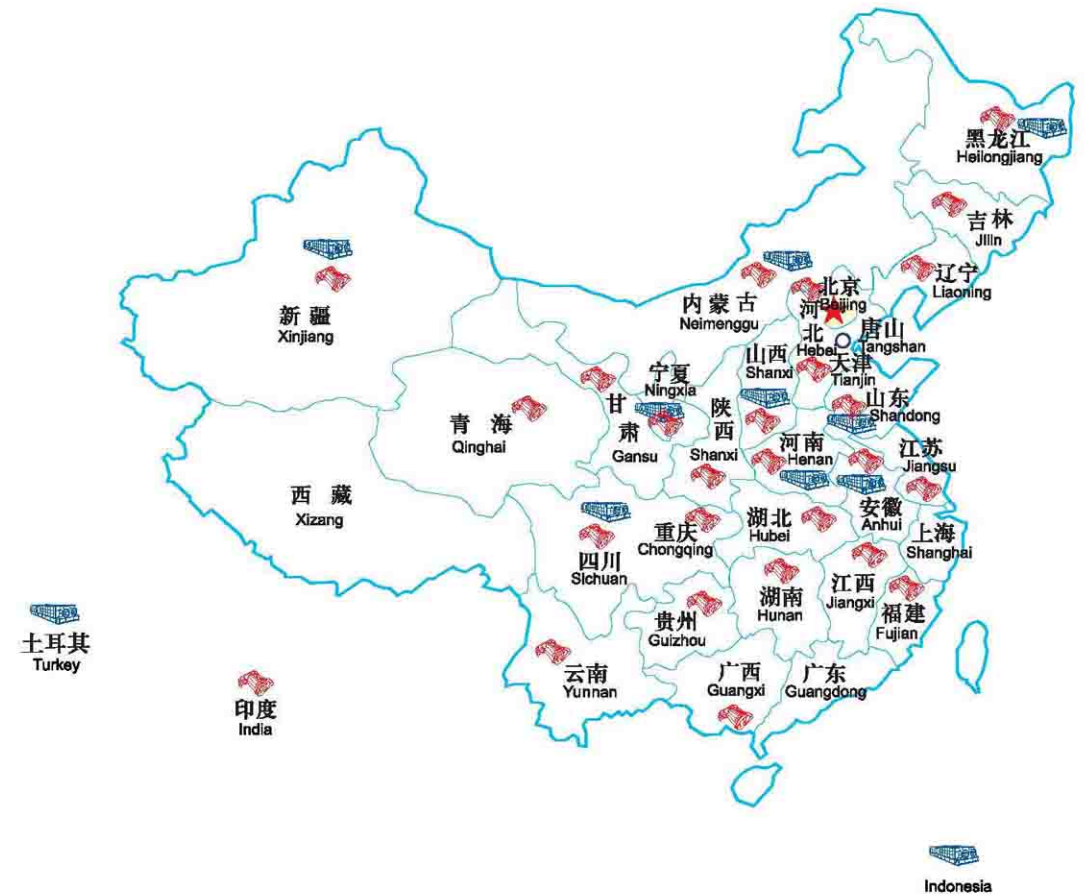 黑龙江
Heilongjiang
吉林
Jilin
辽宁
Liaoning
北京
Beijing
内蒙古
Neimenggu
新疆
Xinjiang
河北
Hebei
唐山
Tangshan
天津
Tianjin
山西
Shanxi
宁夏
Ningxia
山东
Shandong
甘肃
Gansu
陕西
Shanxi
青海
Qinghai
河南
Henan
江苏
Jiangsu
西藏
Xizang
安徽
Anhui
湖北
Hubei
重庆
Chongqing
上海
Shanghai
四川
Sichuan
江西
Jiangxi
湖南
Hunan
福建
Fujian
贵州
Guizhou
土耳其
Turkey
云南
Yunnan
广西
Guangxi
广东
Guangdong
印度
India
Indonesia